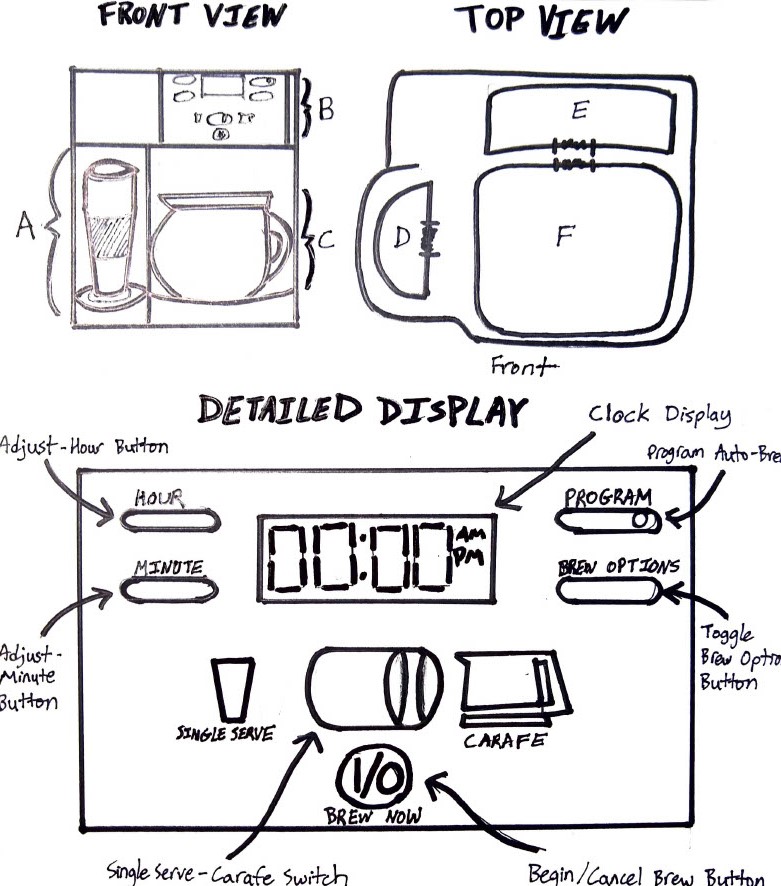 FRONT VIEW
TOP VIEW
A
B
C
D
E
F
Front
DETAILED DISPLAY
Clock Display
Adjust-Hour Button
Program Auto-Bre
HOUR
PROGRAM
00:00 AM
PM
MINUTE
BREW OPTIONS
Adjust-
Minute
Button
Toggle
Brew Optio
Button
SINGLE SERVE
CARAFE
I/O
BREW NOW
Single Serve-Carafe Switch
Begin/Cancel Brew Button